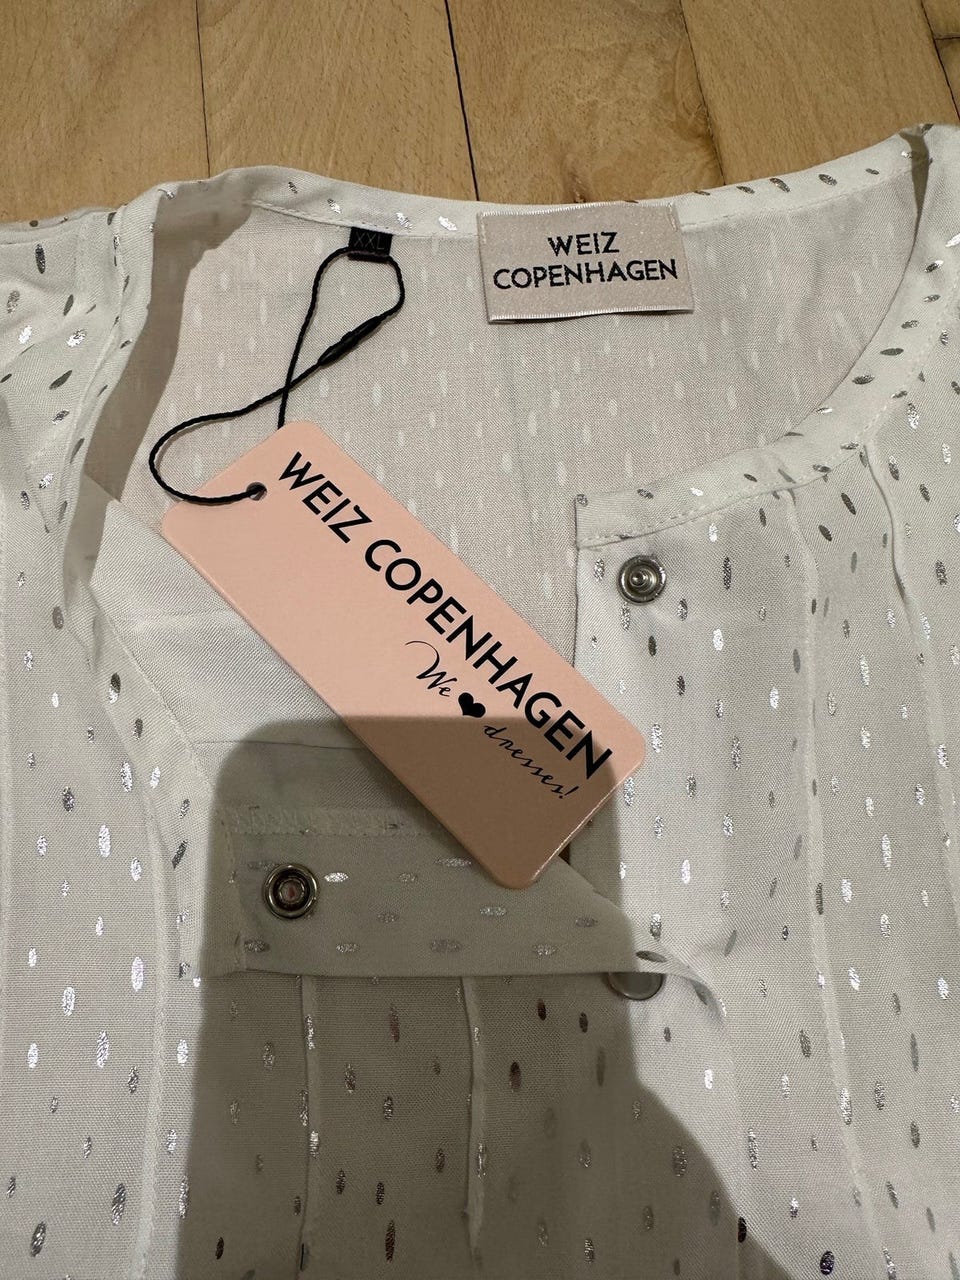 XXL
WEIZ
COPENHAGEN
WEIZ COPENHAGEN
We ♥ dresses!